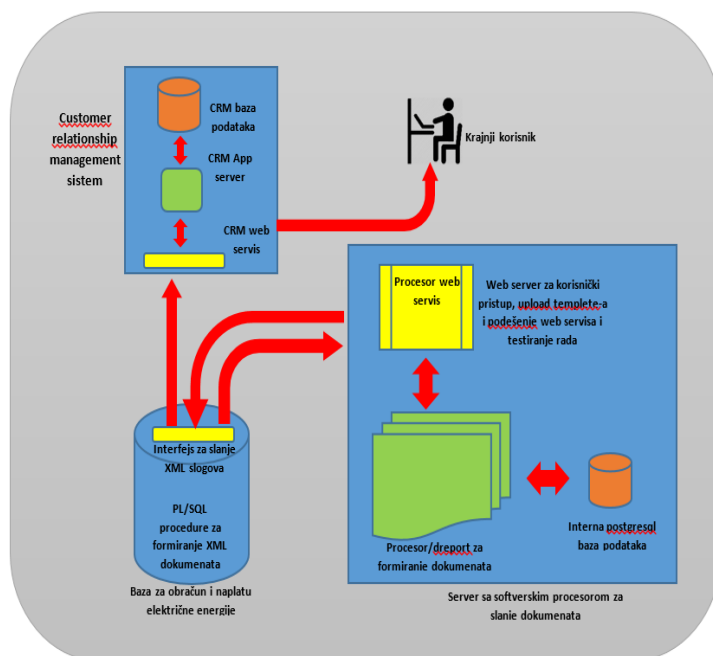 Customer
relationship
management
sistem
CRM baza
podataka
CRM App
server
CRM web
servis
Krajnji korisnik
Procesor web
servis
Web server za korisnički
pristup, upload templete-a
i podešenje web servisa i
testiranje rada
Interfejs za slanje
XML slogova
PL/SQL
procedure za
formiranje XML
dokumenata
Baza za obračun i naplatu
električne energije
Procesor/dreport za
formiranje dokumenata
Interna postgresql
baza podataka
Server sa softverskim procesorom za
slanje dokumenata